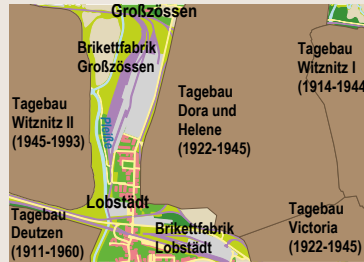 Großzössen
Brikettfabrik
Großzössen
Tagebau
Witznitz I
(1914-1944
Tagebau
Witznitz II
(1945-1993)
Pleiße
Tagebau
Dora und
Helene
(1922-1945)
Lobstädt
Tagebau
Deutzen
(1911-1960)
Brikettfabrik
Lobstädt
Tagebau
Victoria
(1922-1945)